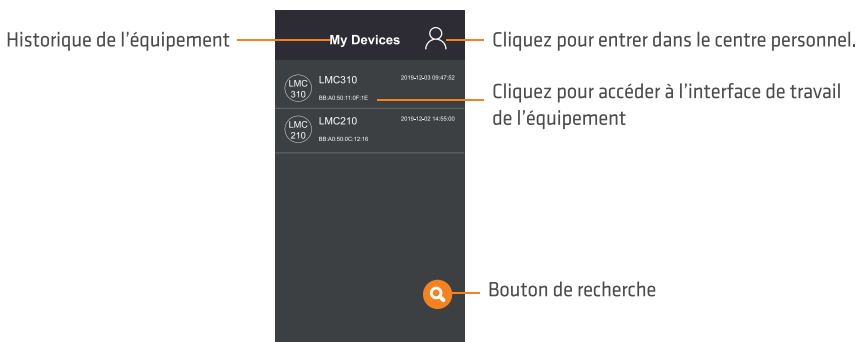 Historique de l'équipement
My Devices
Cliquez pour entrer dans le centre personnel.
LMC
310
LMC310
2019-12-03 09:47:52
BB:A0:50:11:0F:1E
Cliquez pour accéder à l'interface de travail
de l'équipement
LMC
210
LMC210
2019-12-02 14:55:00
BB:A0:50:0C:12:16
Bouton de recherche